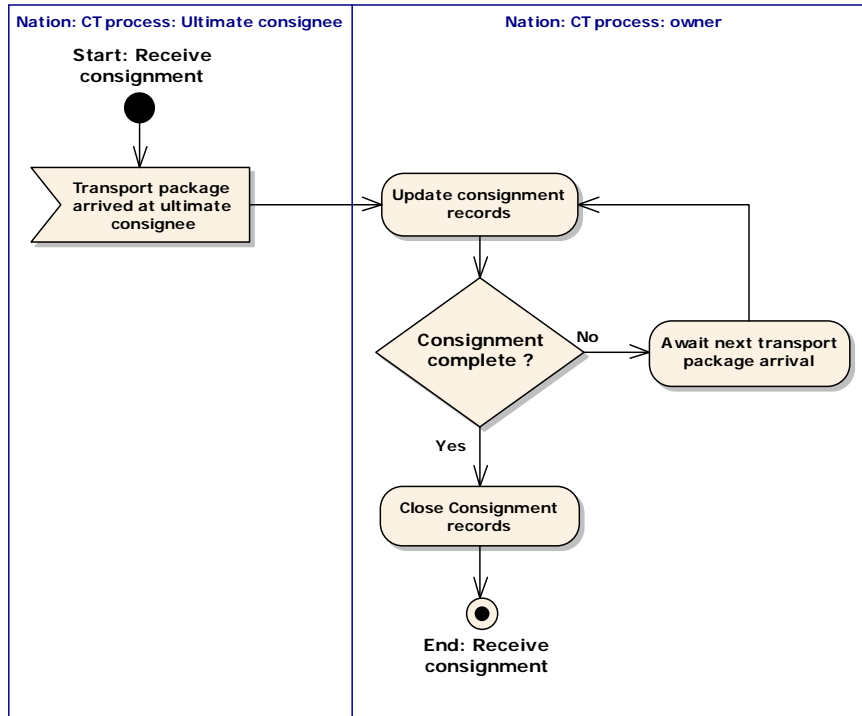 Nation: CT process: Ultimate consignee
Nation: CT process: owner
Start: Receive
consignment
Transport package
arrived at ultimate
consignee
Update consignment
records
Consignment
complete ?
No
Await next transport
package arrival
Yes
Close Consignment
records
End: Receive
consignment